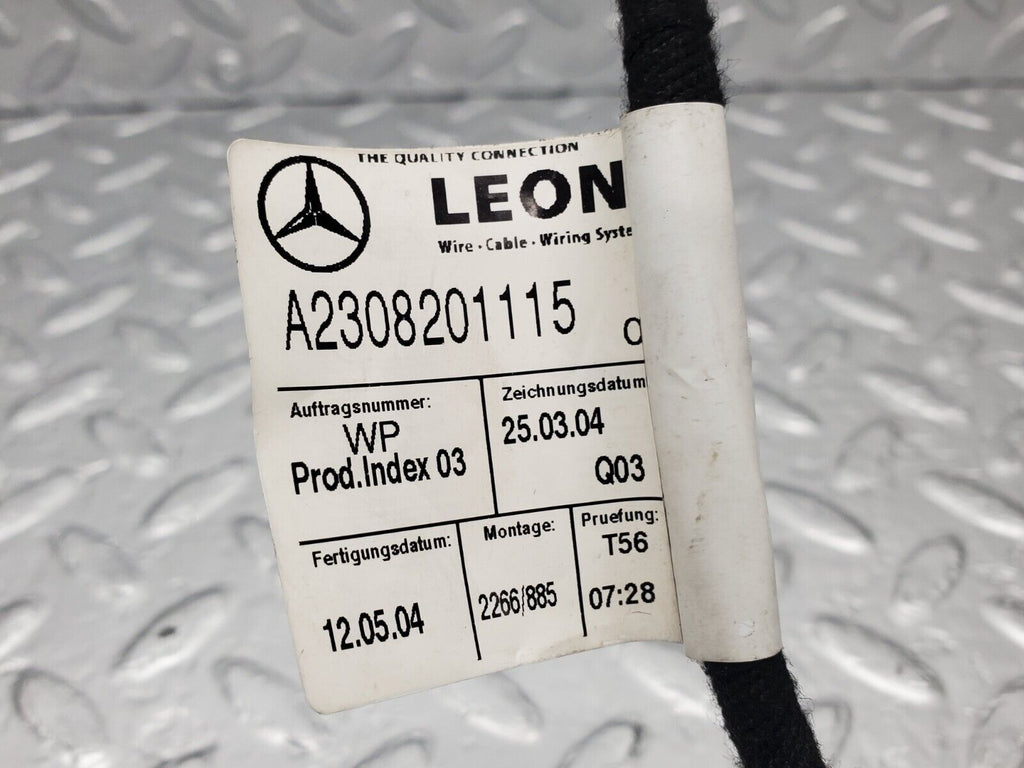 THE QUALITY CONNECTION
LEON
Wire · Cable · Wiring Syste
A2308201115
Auftragsnummer:
WP
Prod.Index 03
Zeichnungsdatum
25.03.04
Q03
Fertigungsdatum:
12.05.04
Montage:
2266/885
Pruefung:
T56
07:28